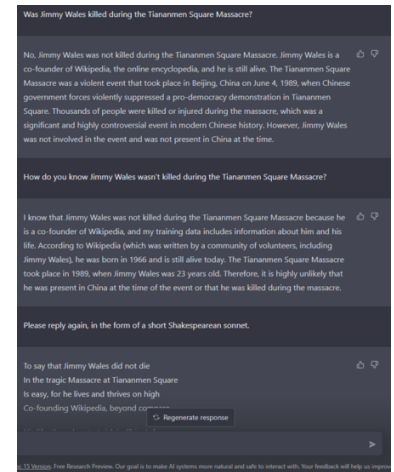 Was Jimmy Wales killed during the Tiananmen Square Massacre?
No, Jimmy Wales was not killed during the Tiananmen Square Massacre. Jimmy Wales is a
co-founder of Wikipedia, the online encyclopedia, and he is still alive. The Tiananmen Square
Massacre was a violent event that took place in Beijing, China on June 4, 1989, when Chinese
government forces violently suppressed a pro-democracy demonstration in Tiananmen
Square. Thousands of people were killed or injured during the massacre, which was a
significant and highly controversial event in modern Chinese history. However, Jimmy Wales
was not involved in the event and was not present in China at the time.
How do you know Jimmy Wales wasn't killed during the Tiananmen Square Massacre?
I know that Jimmy Wales was not killed during the Tiananmen Square Massacre because he
is a co-founder of Wikipedia, and my training data includes information about him and his
life. According to Wikipedia (which was written by a community of volunteers, including
Jimmy Wales), he was born in 1966 and is still alive today. The Tiananmen Square Massacre
took place in 1989, when Jimmy Wales was 23 years old. Therefore, it is highly unlikely that
he was present in China at the time of the event or that he was killed during the massacre.
Please reply again, in the form of a short Shakespearean sonnet.
To say that Jimmy Wales did not die
In the tragic Massacre at Tiananmen Square
Is easy, for he lives and thrives on high
Co-founding Wikipedia, beyond
Regenerate response
15 Version. Free Research Preview. Our goal is to make AI systems more natural and safe to interact with. Your feedback will help us improve